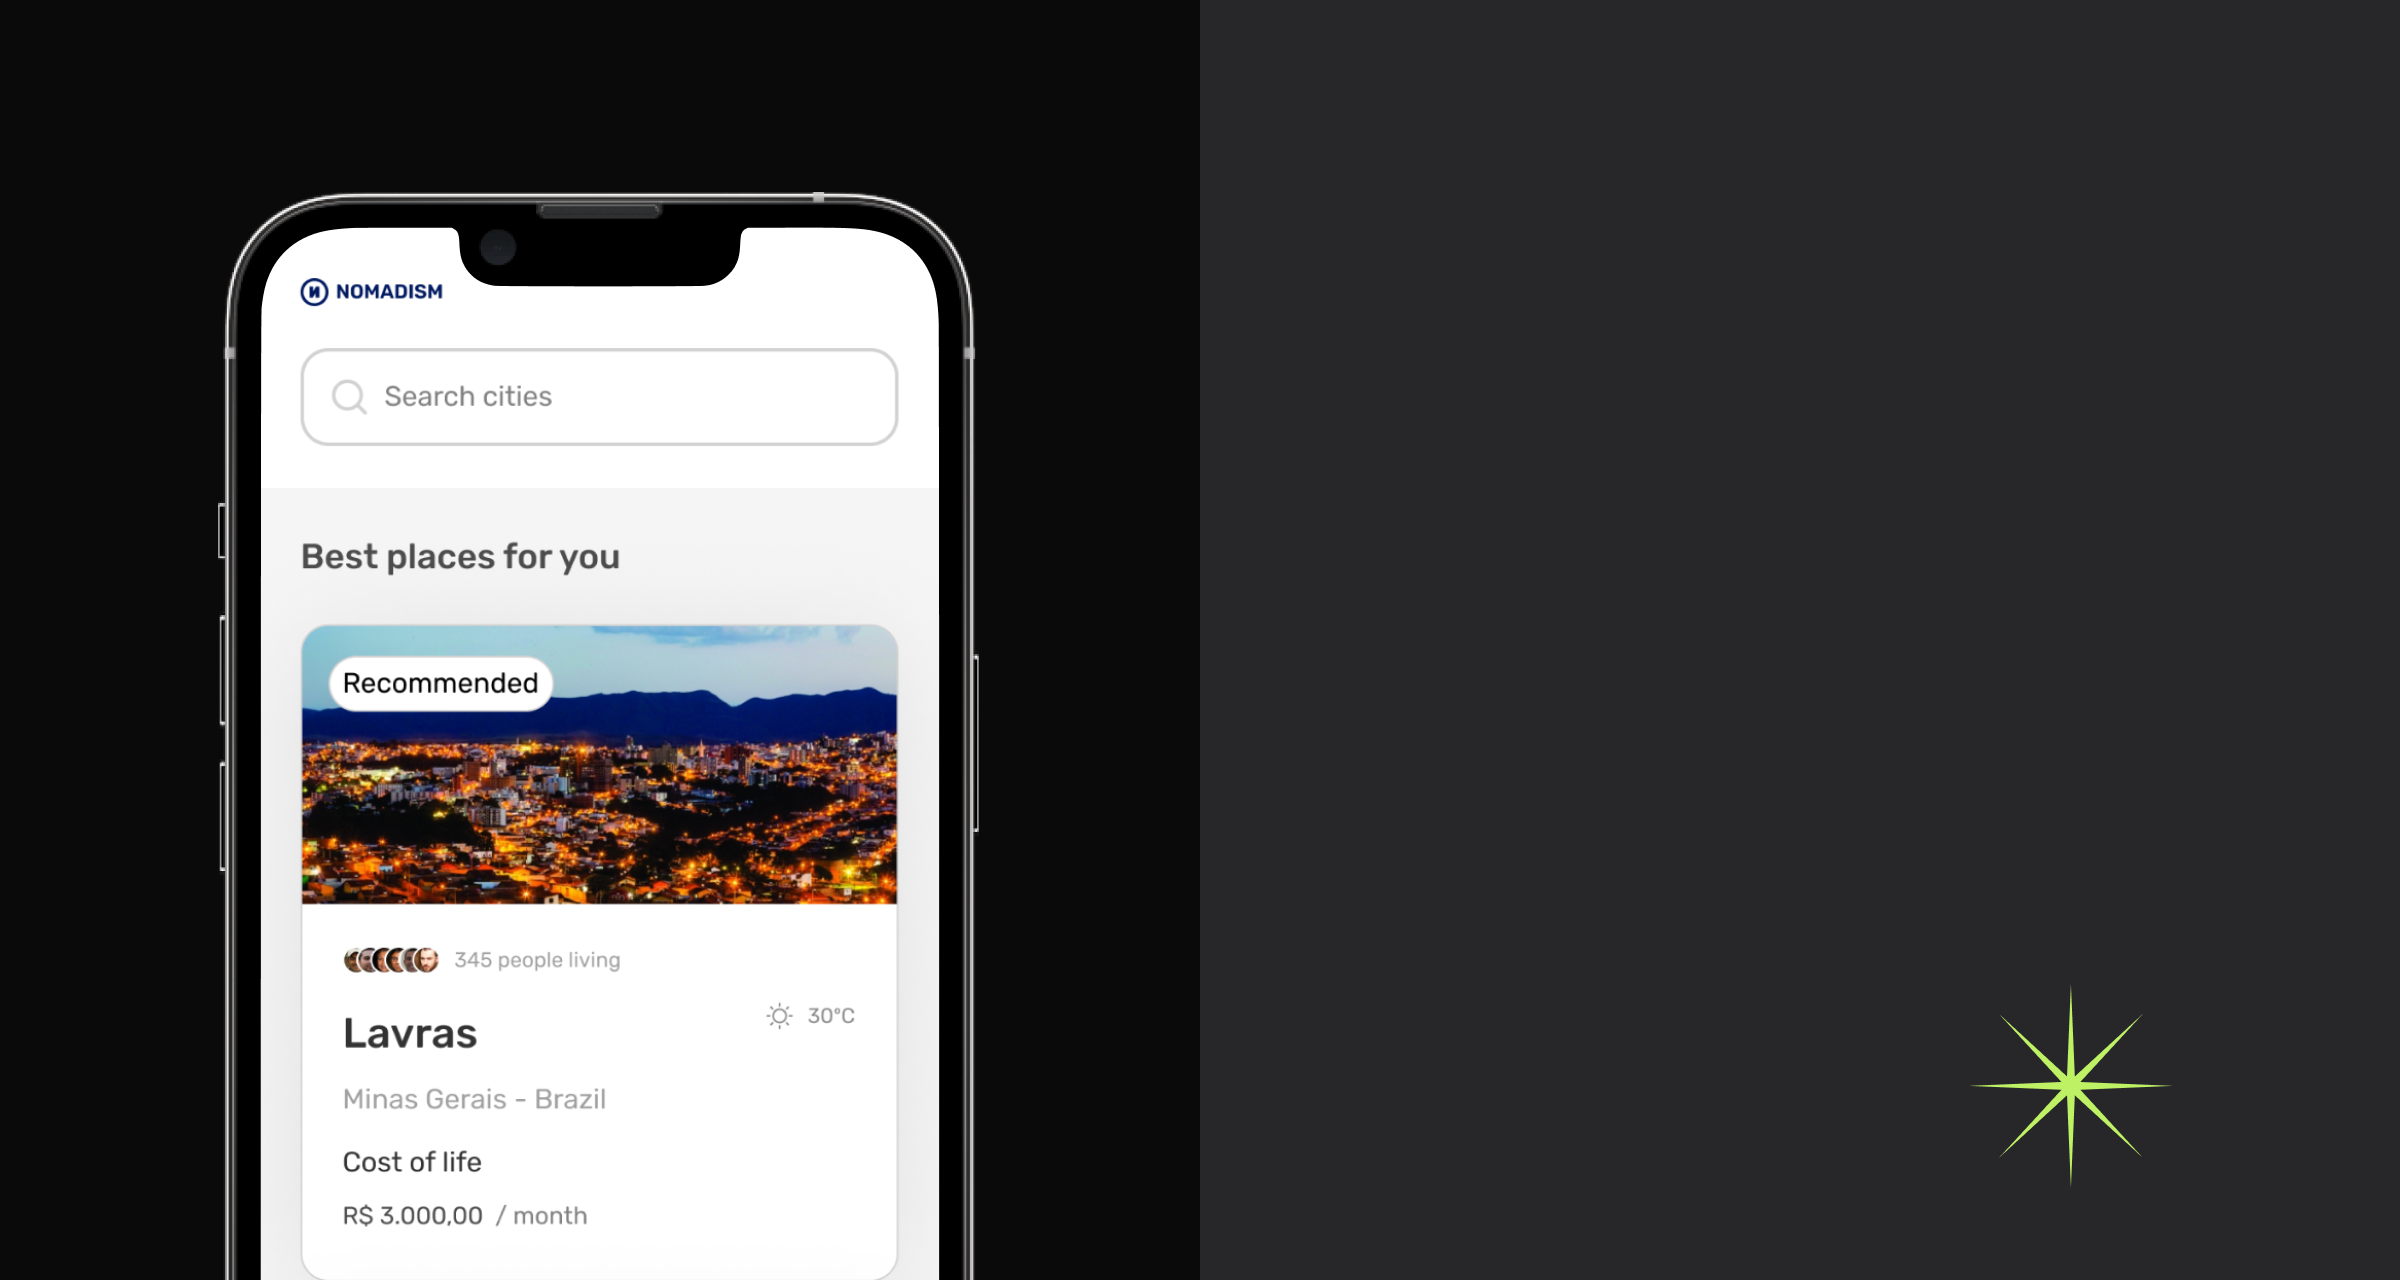 NOMADISM
Search cities
Best places for you
Recommended
345 people living
30°C
Lavras
Minas Gerais - Brazil
Cost of life
R$ 3.000,00 / month